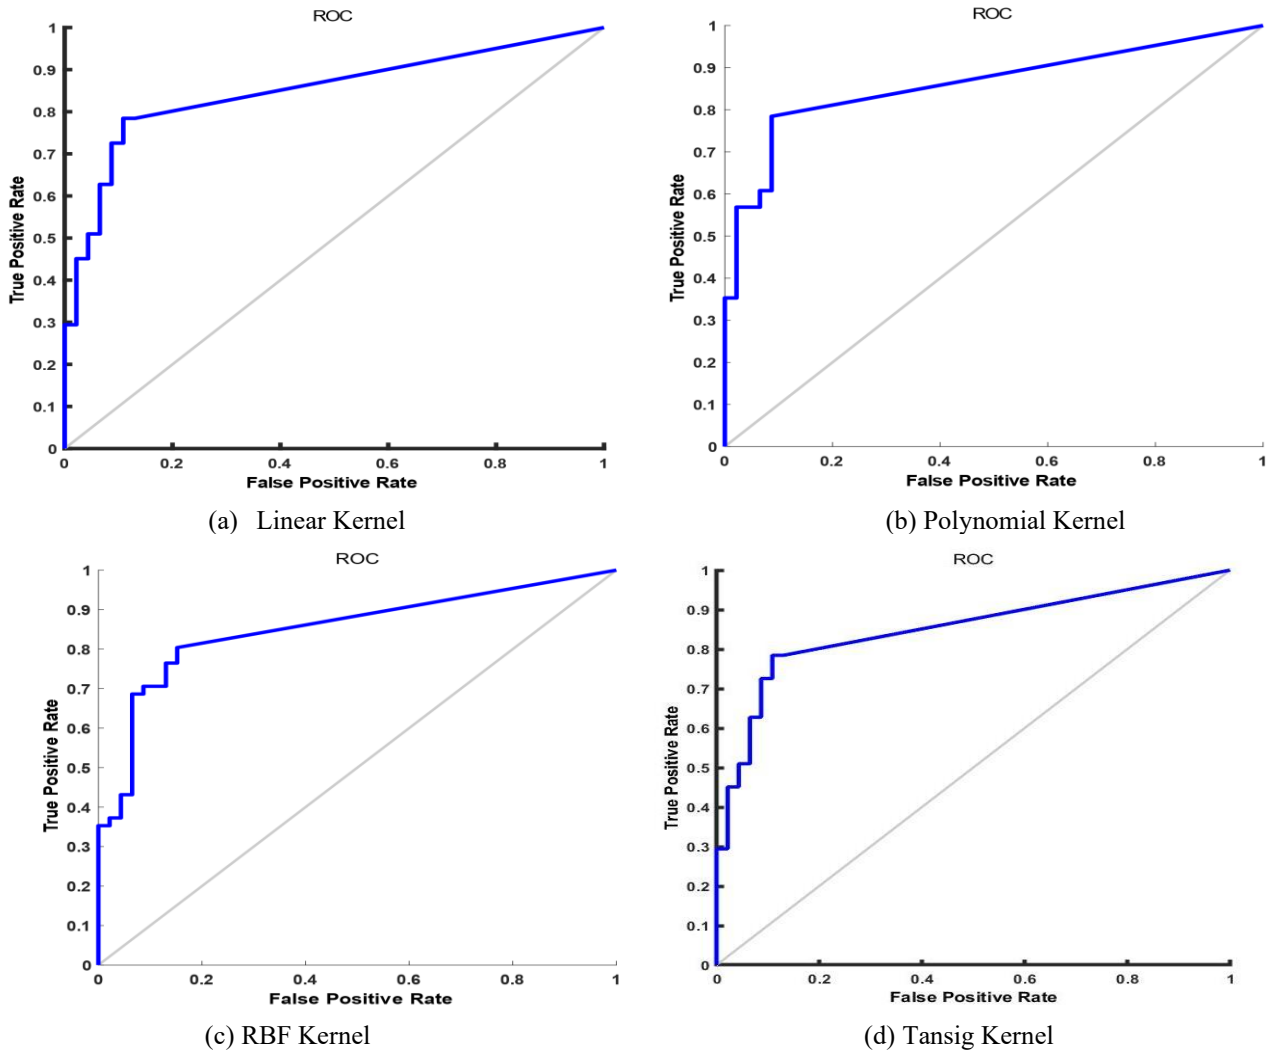 ROC
1
0.9
0.8
0.7
0.6
0.5
0.4
0.3
0.2
0.1
0
True Positive Rate
0 0.2 0.4 0.6 0.8 1
False Positive Rate
(a) Linear Kernel
ROC
1
0.9
0.8
0.7
0.6
0.5
0.4
0.3
0.2
0.1
0
True Positive Rate
0 0.2 0.4 0.6 0.8 1
False Positive Rate
(b) Polynomial Kernel
ROC
1
0.9
0.8
0.7
0.6
0.5
0.4
0.3
0.2
0.1
0
True Positive Rate
0 0.2 0.4 0.6 0.8 1
False Positive Rate
(c) RBF Kernel
ROC
1
0.9
0.8
0.7
0.6
0.5
0.4
0.3
0.2
0.1
0
True Positive Rate
0 0.2 0.4 0.6 0.8 1
False Positive Rate
(d) Tansig Kernel